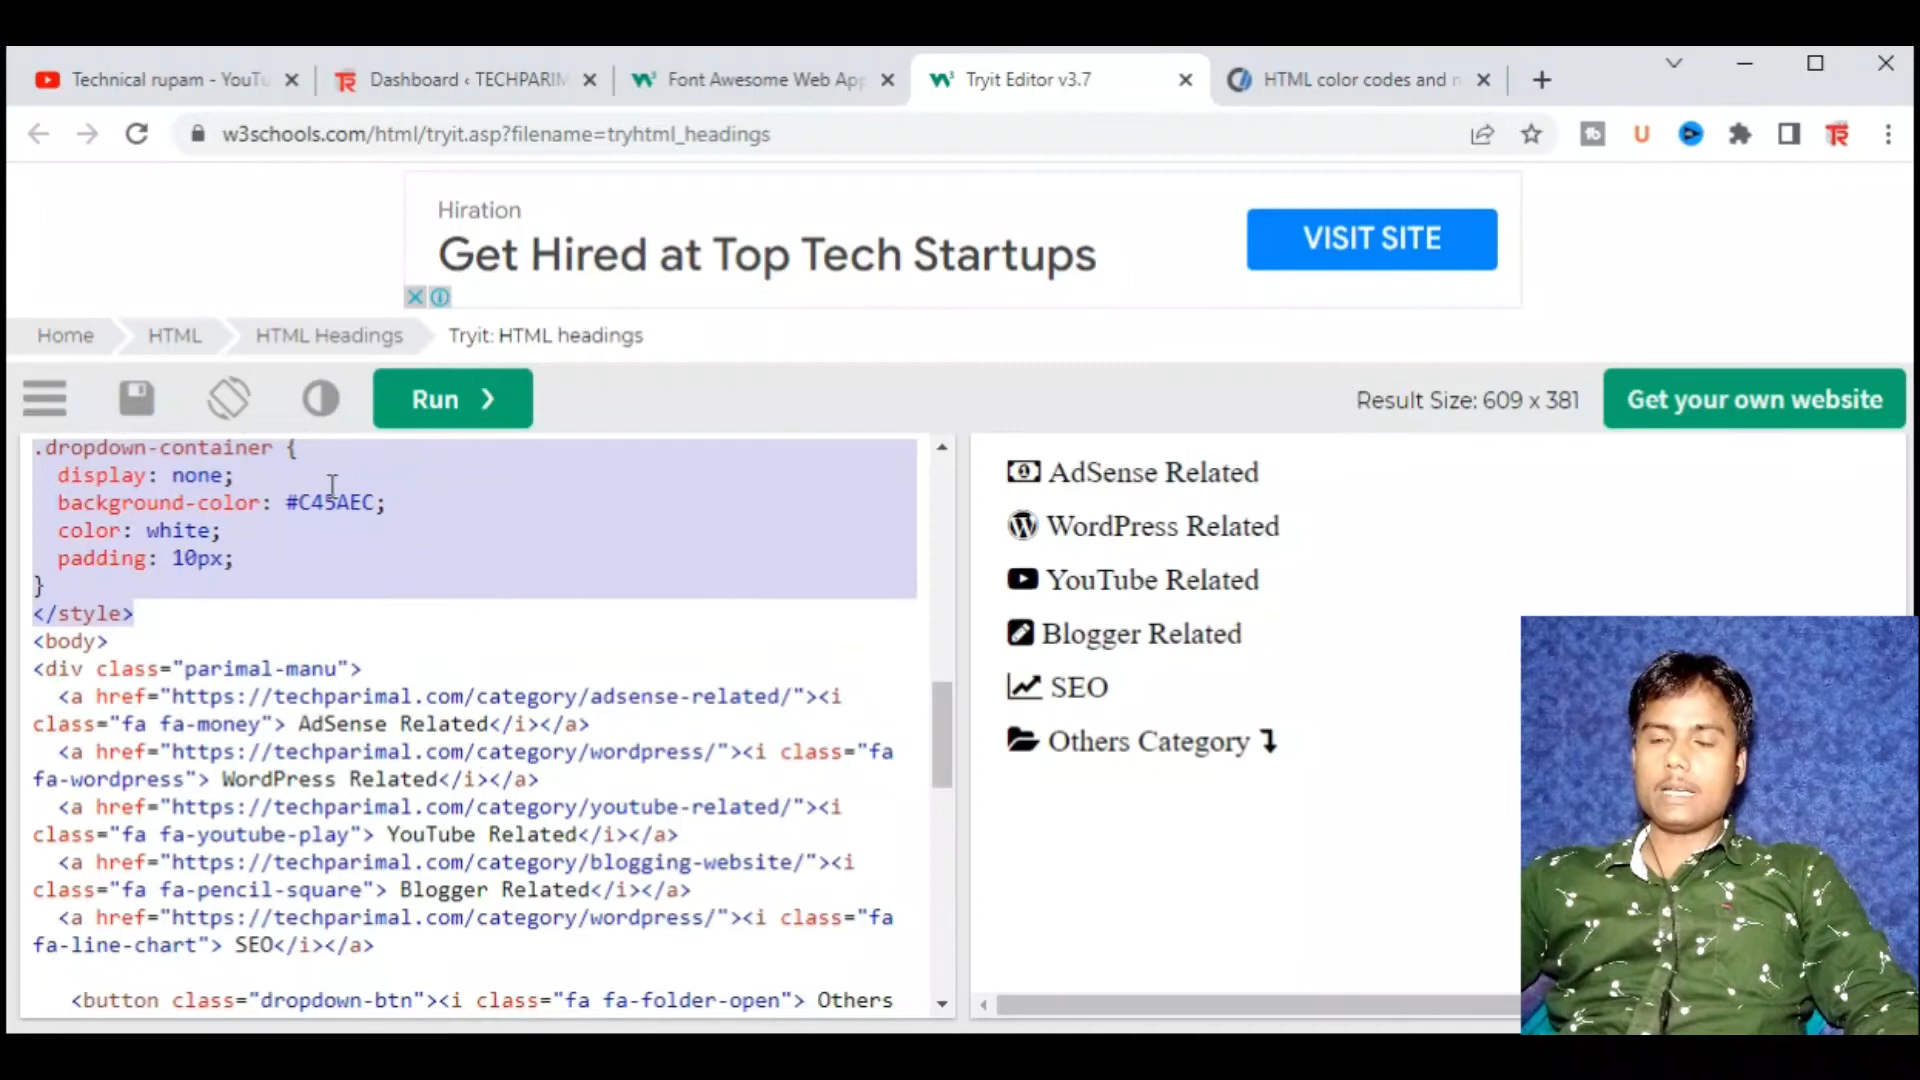 Technical rupam - YouTu
Dashboard ‹ TECHPARIM
Font Awesome Web App
Tryit Editor v3.7
HTML color codes and n
w3schools.com/html/tryit.asp?filename=tryhtml_headings
Hiration
Get Hired at Top Tech Startups
VISIT SITE
Home
HTML
HTML Headings
Tryit: HTML headings
Run ❯
Result Size: 609 x 381
Get your own website
.dropdown-container {
display: none;
background-color: #C45AEC;
color: white;
padding: 10px;
}
</style>
<body>
<div class="parimal-manu">
<a href="https://techparimal.com/category/adsense-related/"><i
class="fa fa-money"> AdSense Related</i></a>
<a href="https://techparimal.com/category/wordpress/"><i class="fa
fa-wordpress"> WordPress Related</i></a>
<a href="https://techparimal.com/category/youtube-related/"><i
class="fa fa-youtube-play"> YouTube Related</i></a>
<a href="https://techparimal.com/category/blogging-website/"><i
class="fa fa-pencil-square"> Blogger Related</i></a>
<a href="https://techparimal.com/category/wordpress/"><i class="fa
fa-line-chart"> SEO</i></a>
<button class="dropdown-btn"><i class="fa fa-folder-open"> Others
AdSense Related
WordPress Related
YouTube Related
Blogger Related
SEO
Others Category